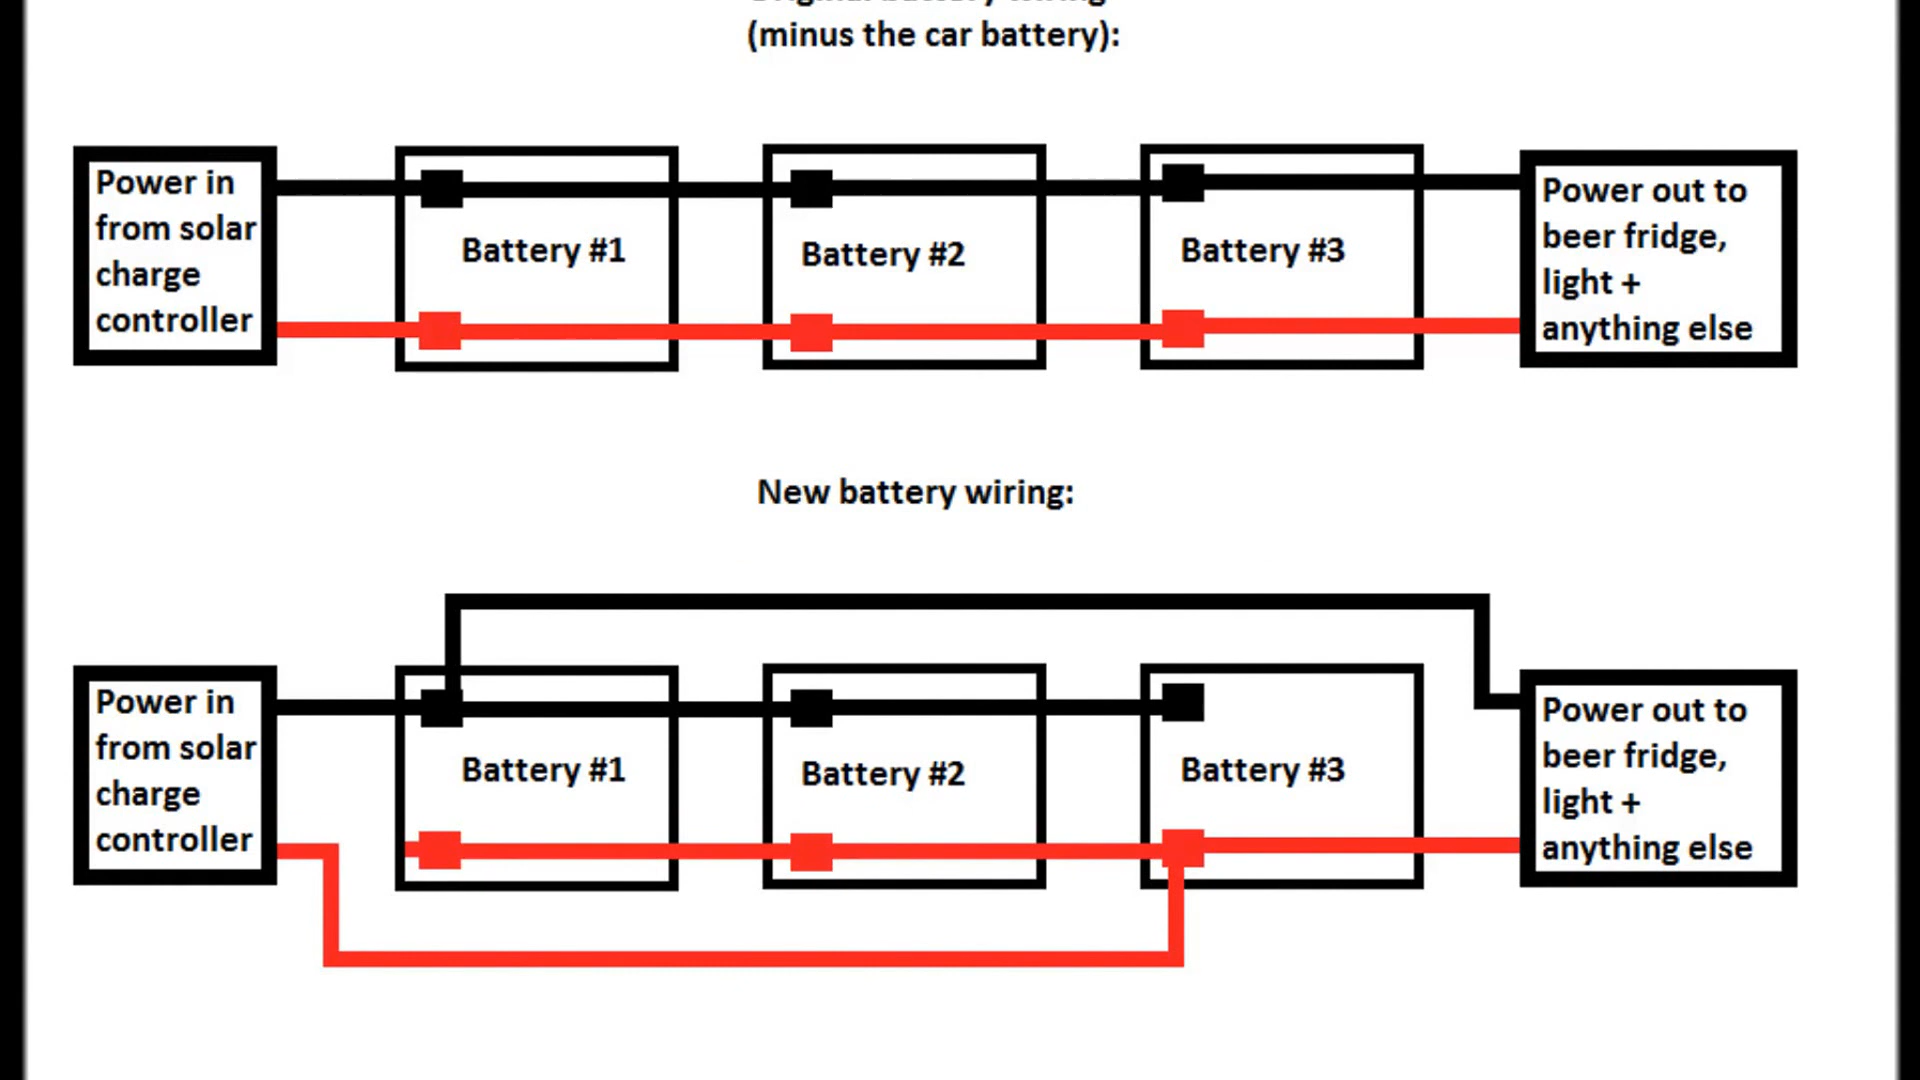 (minus the car battery):
Power in
from solar
charge
controller
Battery #1
Battery #2
Battery #3
Power out to
beer fridge,
light +
anything else
New battery wiring:
Power in
from solar
charge
controller
Battery #1
Battery #2
Battery #3
Power out to
beer fridge,
light +
anything else